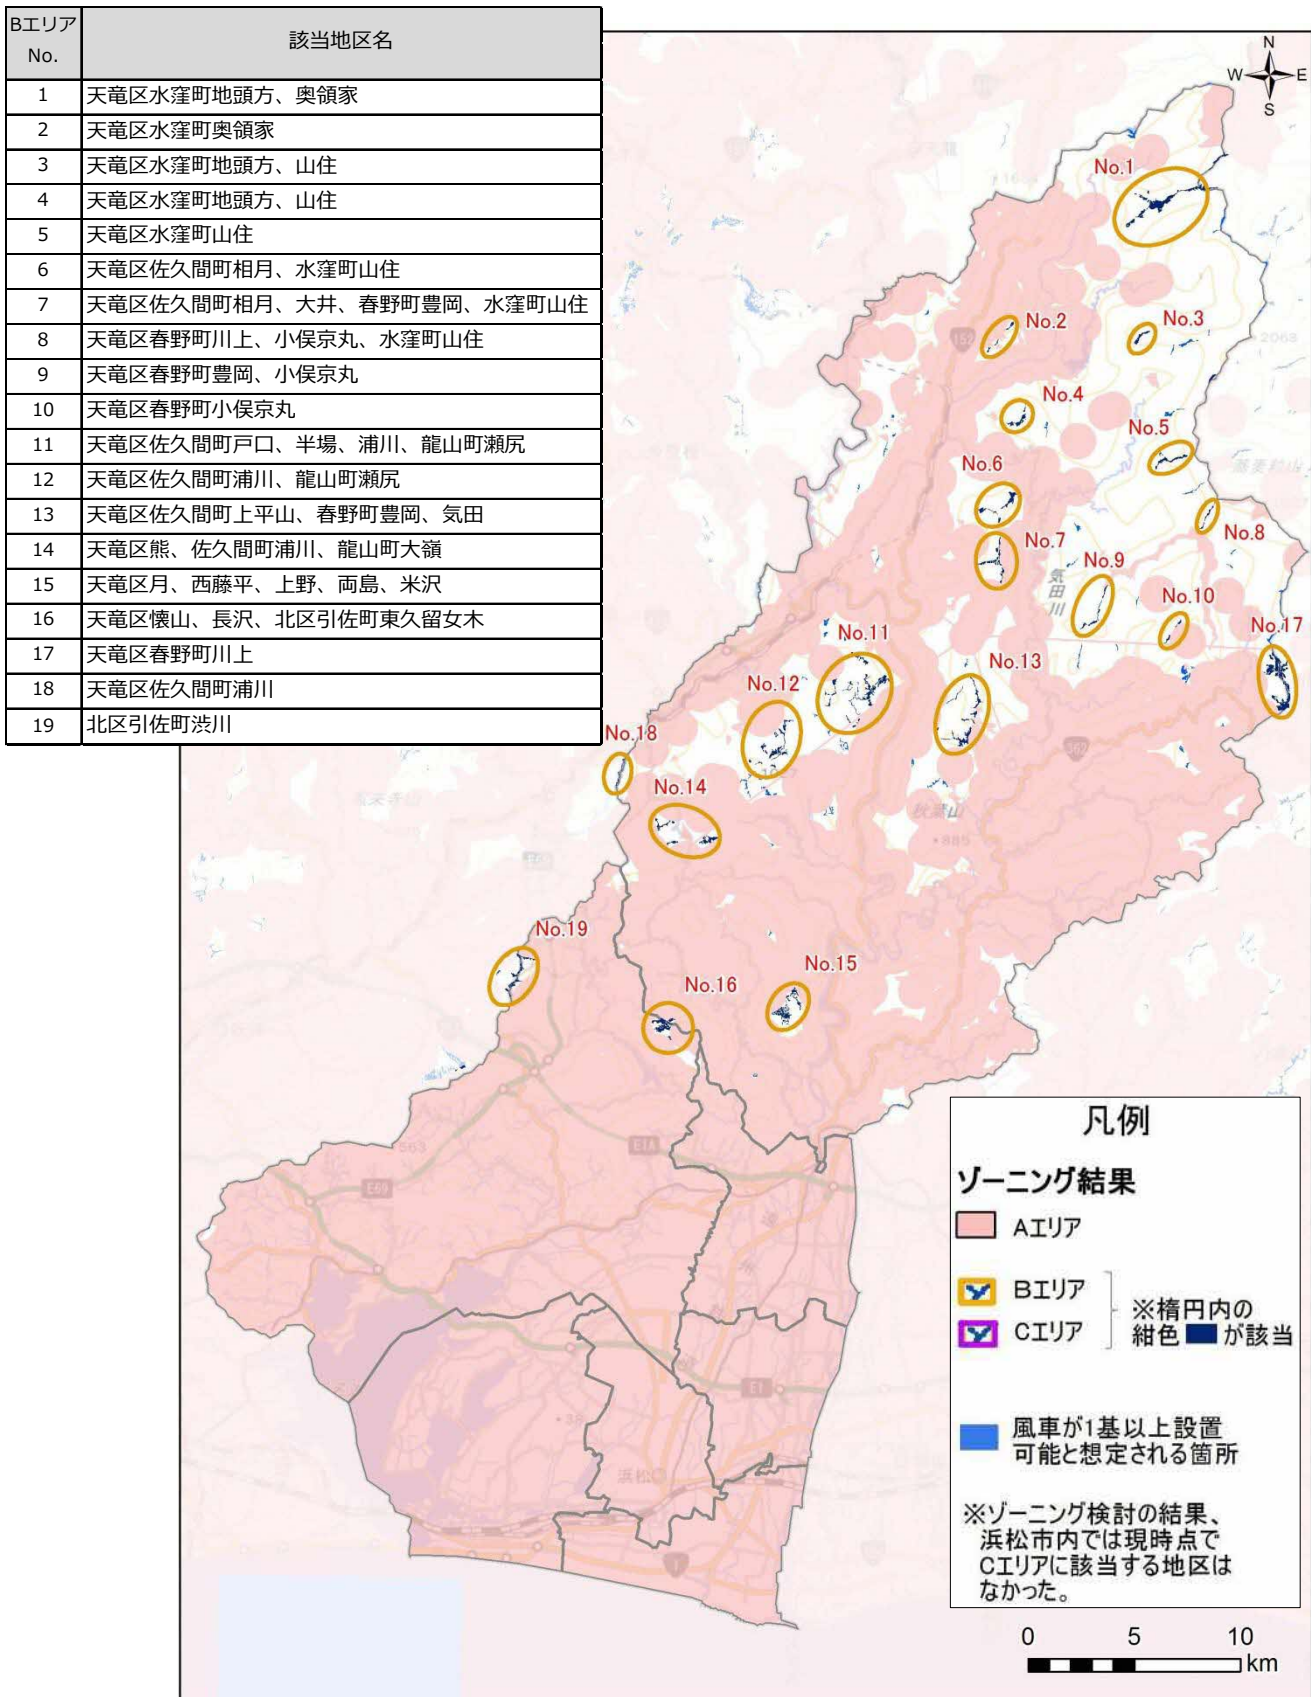 Bエリア
No.
該当地区名
1 天竜区水窪町地頭方、奥領家
2 天竜区水窪町奥領家
3 天竜区水窪町地頭方、山住
4 天竜区水窪町地頭方、山住
5 天竜区水窪町山住
6 天竜区佐久間町相月、水窪町山住
7 天竜区佐久間町相月、大井、春野町豊岡、水窪町山住
8 天竜区春野町川上、小俣京丸、水窪町山住
9 天竜区春野町豊岡、小俣京丸
10 天竜区春野町小俣京丸
11 天竜区佐久間町戸口、半場、浦川、龍山町瀬尻
12 天竜区佐久間町浦川、龍山町瀬尻
13 天竜区佐久間町上平山、春野町豊岡、気田
14 天竜区熊、佐久間町浦川、龍山町大嶺
15 天竜区月、西藤平、上野、両島、米沢
16 天竜区懐山、長沢、北区引佐町東久留女木
17 天竜区春野町川上
18 天竜区佐久間町浦川
19 北区引佐町渋川
N
W E
S
No.1
No.2
No.3
152
2068
No.4
No.5
No.6
No.8
No.7
No.9
気田川
No.10
No.17
No.11
No.13
No.12
No.18
362
No.14
秋葉山
885
No.19
No.15
No.16
E69
E1A
E1
浜松
1
凡例
ゾーニング結果
Aエリア
Bエリア
Cエリア
※楕円内の
紺色 が該当
風車が1基以上設置
可能と想定される箇所
※ゾーニング検討の結果、
浜松市内では現時点で
Cエリアに該当する地区は
なかった。
0 5 10
km